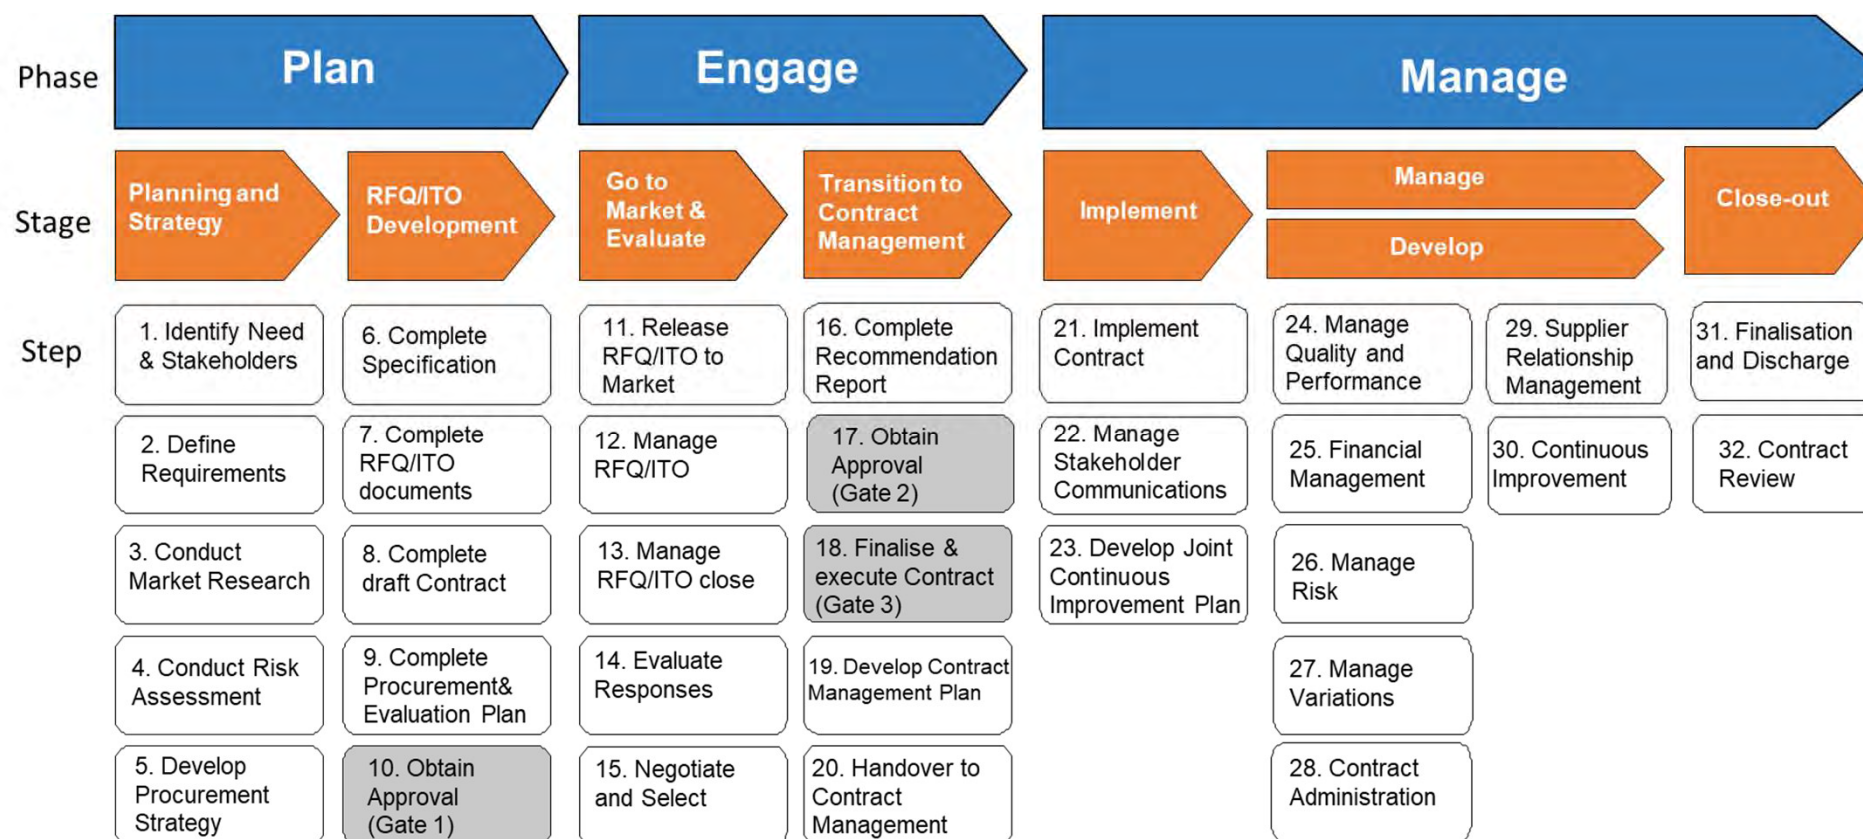 Phase
Plan
Engage
Manage
Stage
Planning and
Strategy
RFQ/ITO
Development
Go to
Market &
Evaluate
Transition to
Contract
Management
Implement
Manage
Develop
Close-out
Step
1. Identify Need
& Stakeholders
2. Define
Requirements
3. Conduct
Market Research
4. Conduct Risk
Assessment
5. Develop
Procurement
Strategy
6. Complete
Specification
7. Complete
RFQ/ITO
documents
8. Complete
draft Contract
9. Complete
Procurement&
Evaluation Plan
10. Obtain
Approval
(Gate 1)
11. Release
RFQ/ITO to
Market
12. Manage
RFQ/ITO
13. Manage
RFQ/ITO close
14. Evaluate
Responses
15. Negotiate
and Select
16. Complete
Recommendation
Report
17. Obtain
Approval
(Gate 2)
18. Finalise &
execute Contract
(Gate 3)
19. Develop Contract
Management Plan
20. Handover to
Contract
Management
21. Implement
Contract
22. Manage
Stakeholder
Communications
23. Develop Joint
Continuous
Improvement Plan
24. Manage
Quality and
Performance
25. Financial
Management
26. Manage
Risk
27. Manage
Variations
28. Contract
Administration
29. Supplier
Relationship
Management
30. Continuous
Improvement
31. Finalisation
and Discharge
32. Contract
Review